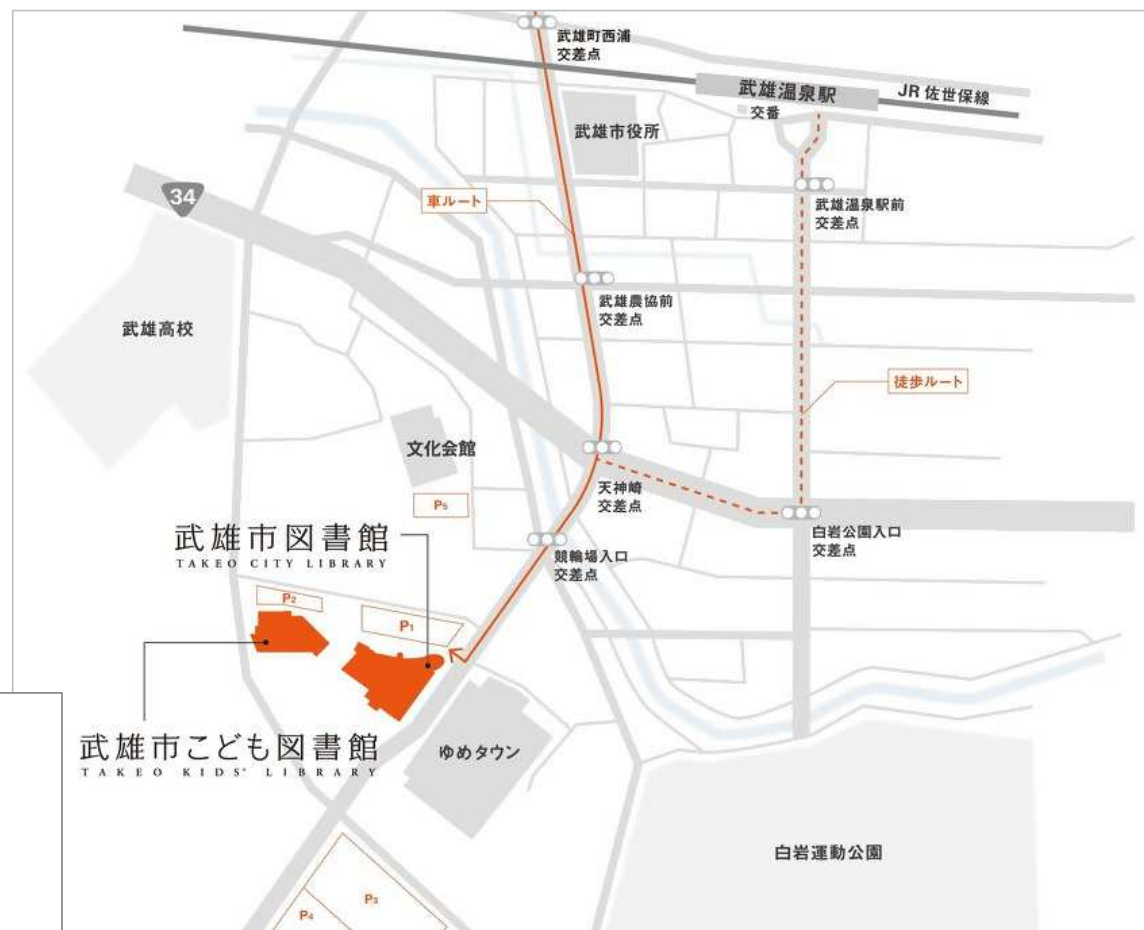 武雄町西浦
交差点
武雄温泉駅
JR 佐世保線
交番
武雄市役所
34
車ルート
武雄温泉駅前
交差点
武雄農協前
交差点
武雄高校
徒歩ルート
文化会館
天神崎
交差点
P5
白岩公園入口
交差点
武雄市図書館
TAKEO CITY LIBRARY
競輪場入口
交差点
P2
P1
武雄市こども図書館
TAKEO KIDS' LIBRARY
ゆめタウン
白岩運動公園
P3
P4